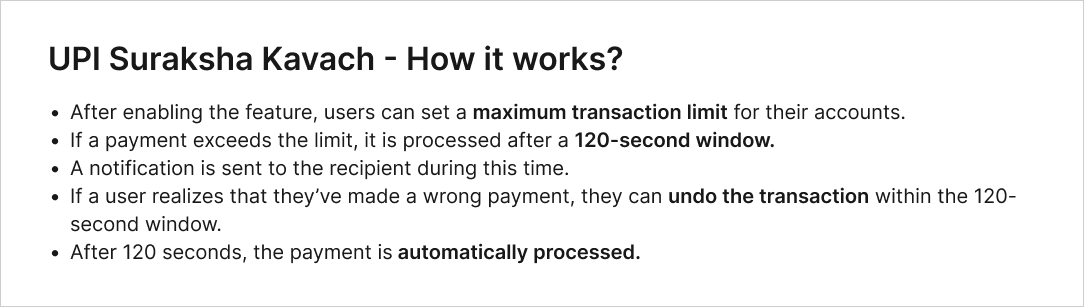 UPI Suraksha Kavach - How it works?
• After enabling the feature, users can set a maximum transaction limit for their accounts.
• If a payment exceeds the limit, it is processed after a 120-second window.
• A notification is sent to the recipient during this time.
• If a user realizes that they’ve made a wrong payment, they can undo the transaction within the 120-
second window.
• After 120 seconds, the payment is automatically processed.